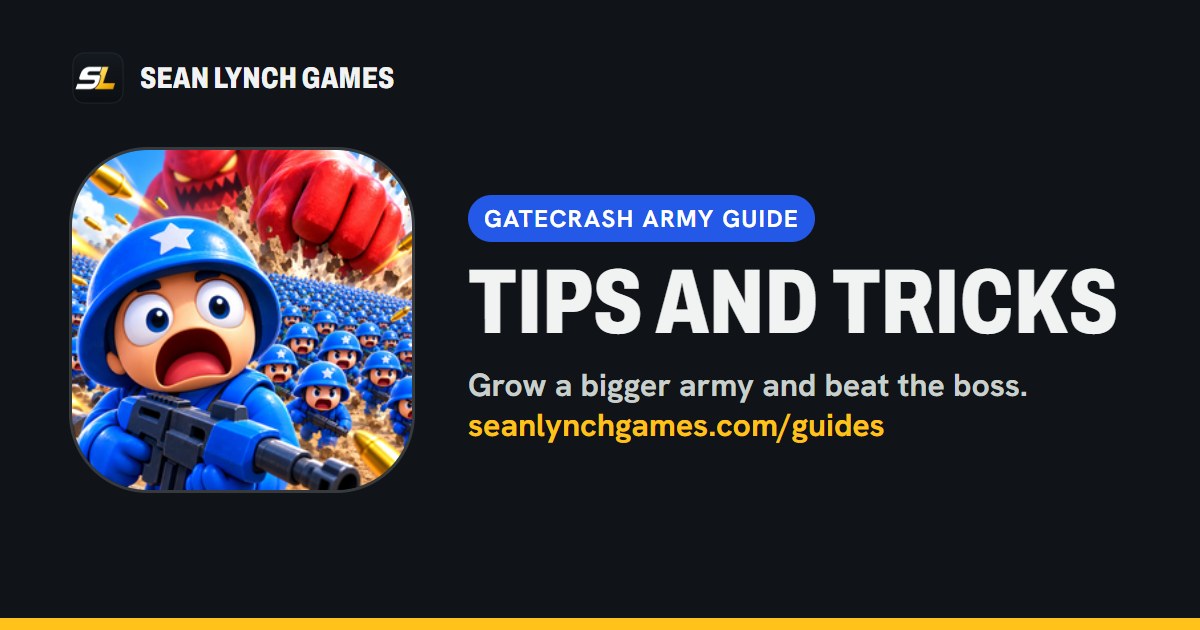 SL
SEAN LYNCH GAMES
GATECRASH ARMY GUIDE
TIPS AND TRICKS
Grow a bigger army and beat the boss.
seanlynchgames.com/guides